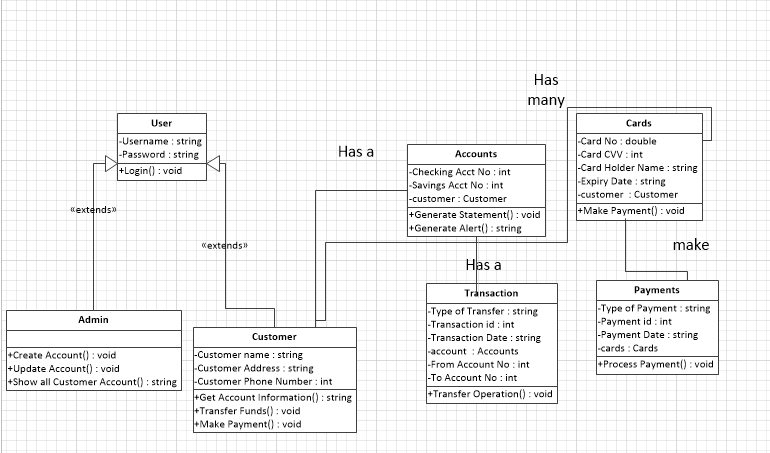 Has
many
User
-Username : string
-Password : string
+Login() : void
Has a
Accounts
-Checking Acct No : int
-Savings Acct No : int
-customer : Customer
+Generate Statement() : void
+Generate Alert() : string
Cards
-Card No : double
-Card CVV : int
-Card Holder Name : string
-Expiry Date : string
-customer : Customer
+Make Payment() : void
«extends»
«extends»
Has a
make
Admin
+Create Account() : void
+Update Account() : void
+Show all Customer Account() : string
Customer
-Customer name : string
-Customer Address : string
-Customer Phone Number : int
+Get Account Information() : string
+Transfer Funds() : void
+Make Payment() : void
Transaction
-Type of Transfer : string
-Transaction id : int
-Transaction Date : string
-account : Accounts
-From Account No : int
-To Account No : int
+Transfer Operation() : void
Payments
-Type of Payment : string
-Payment id : int
-Payment Date : string
-cards : Cards
+Process Payment() : void